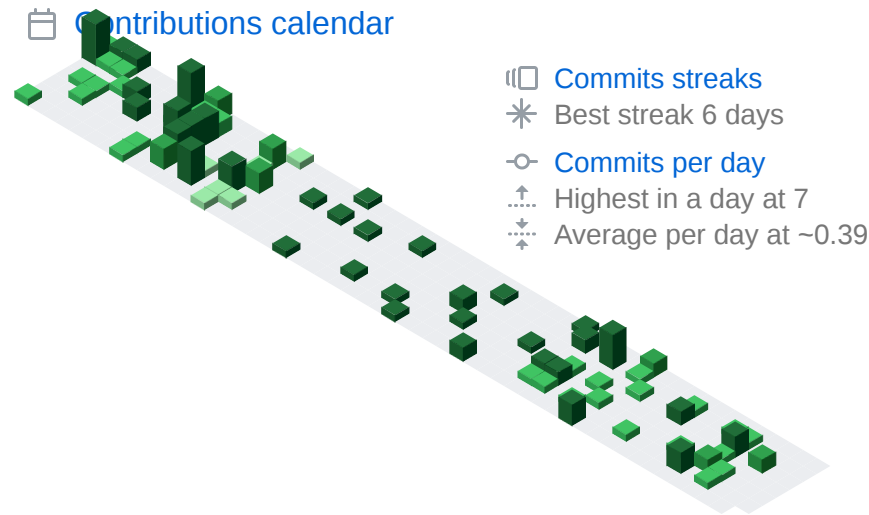 Contributions calendar
Commits streaks
Best streak 6 days
Commits per day
Highest in a day at 7
Average per day at ~0.39